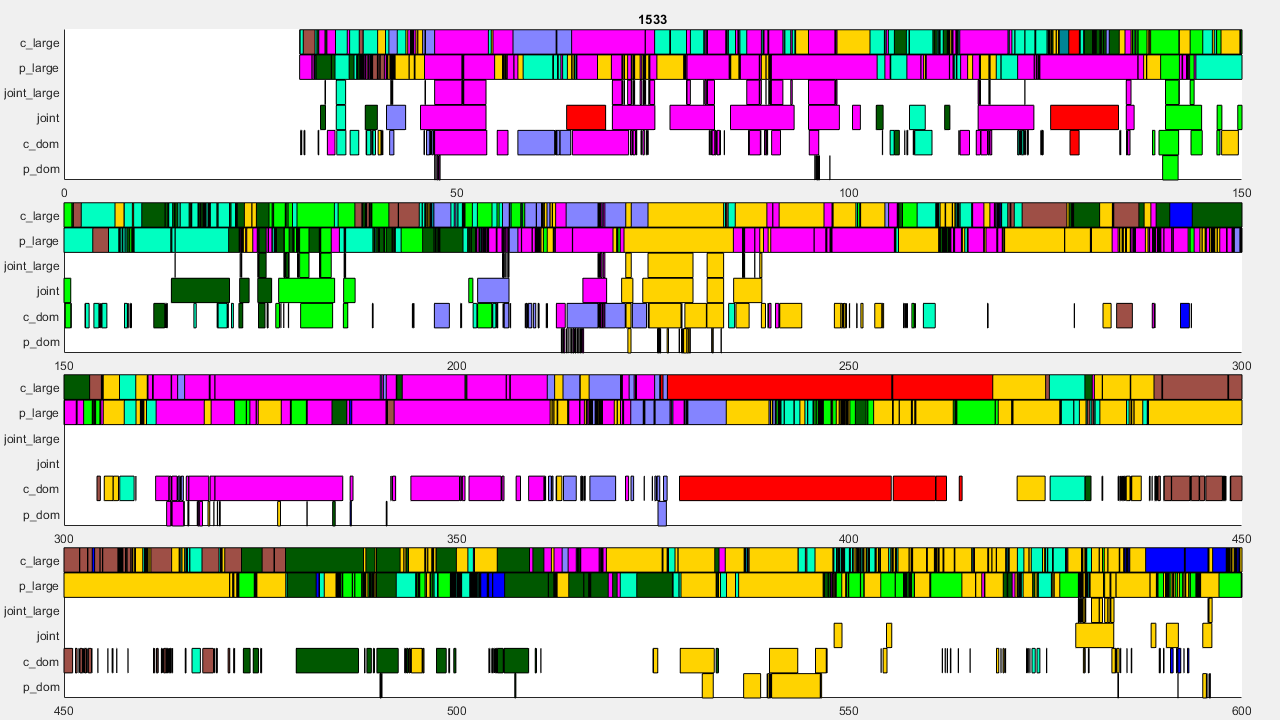 1533
c_large
p_large
joint_large
joint
c_dom
p_dom
0 50 100 150
c_large
p_large
joint_large
joint
c_dom
p_dom
150 200 250 300
c_large
p_large
joint_large
joint
c_dom
p_dom
300 350 400 450
c_large
p_large
joint_large
joint
c_dom
p_dom
450 500 550 600